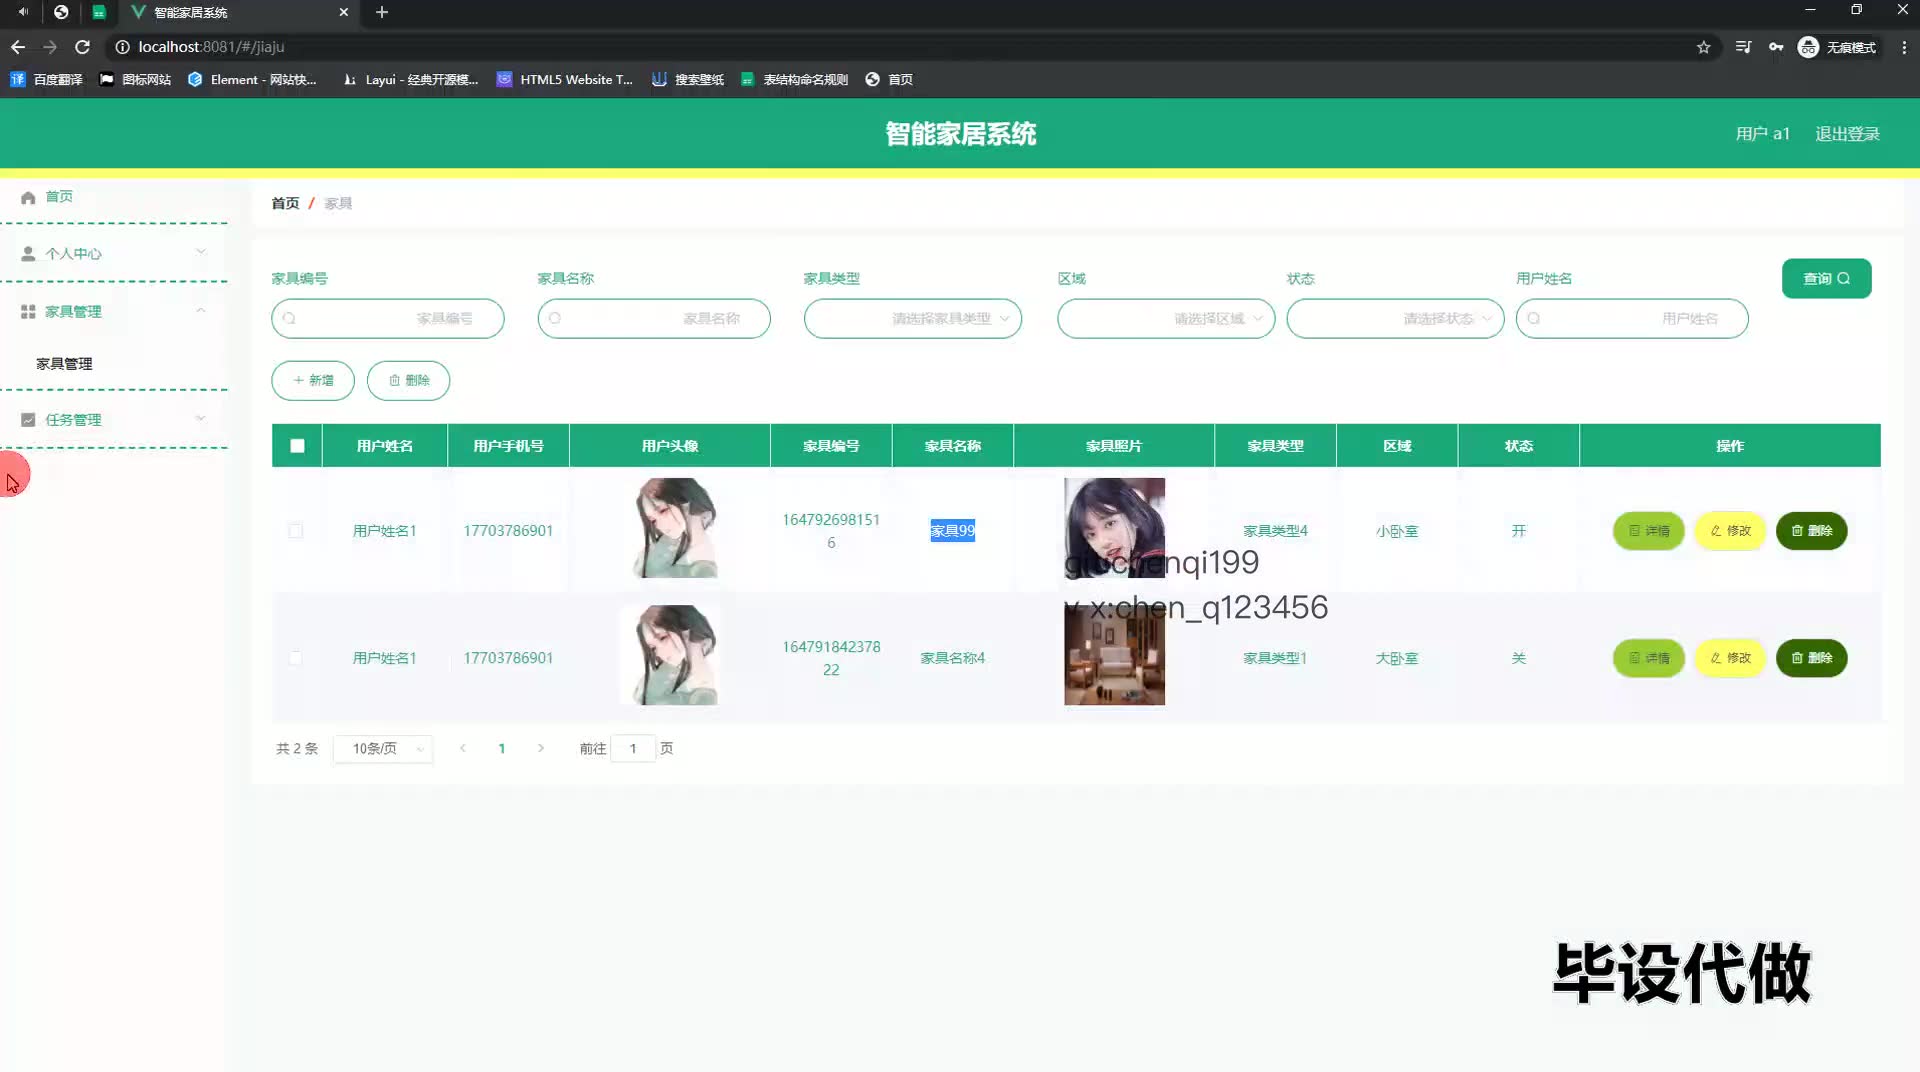 智能家居系统
localhost:8081/#/jiaju
无痕模式
百度翻译
图标网站
Element - 网站快...
Layui - 经典开源模...
HTML5 Website T...
搜索壁纸
表结构命名规则
首页
智能家居系统
用户 a1
退出登录
首页
个人中心
家具管理
家具管理
任务管理
首页 / 家具
家具编号
家具名称
家具类型
区域
状态
用户姓名
查询
家具编号
家具名称
请选择家具类型
请选择区域
请选择状态
用户姓名
+ 新增
删除
用户姓名
用户手机号
用户头像
家具编号
家具名称
家具照片
家具类型
区域
状态
操作
用户姓名1
17703786901
164792698151
6
家具99
家具类型4
小卧室
开
详情
修改
删除
v-x:chen_q123456
用户姓名1
17703786901
164791842378
22
家具名称4
家具类型1
大卧室
关
详情
修改
删除
共 2 条
10条/页
1
前往 1 页
毕设代做